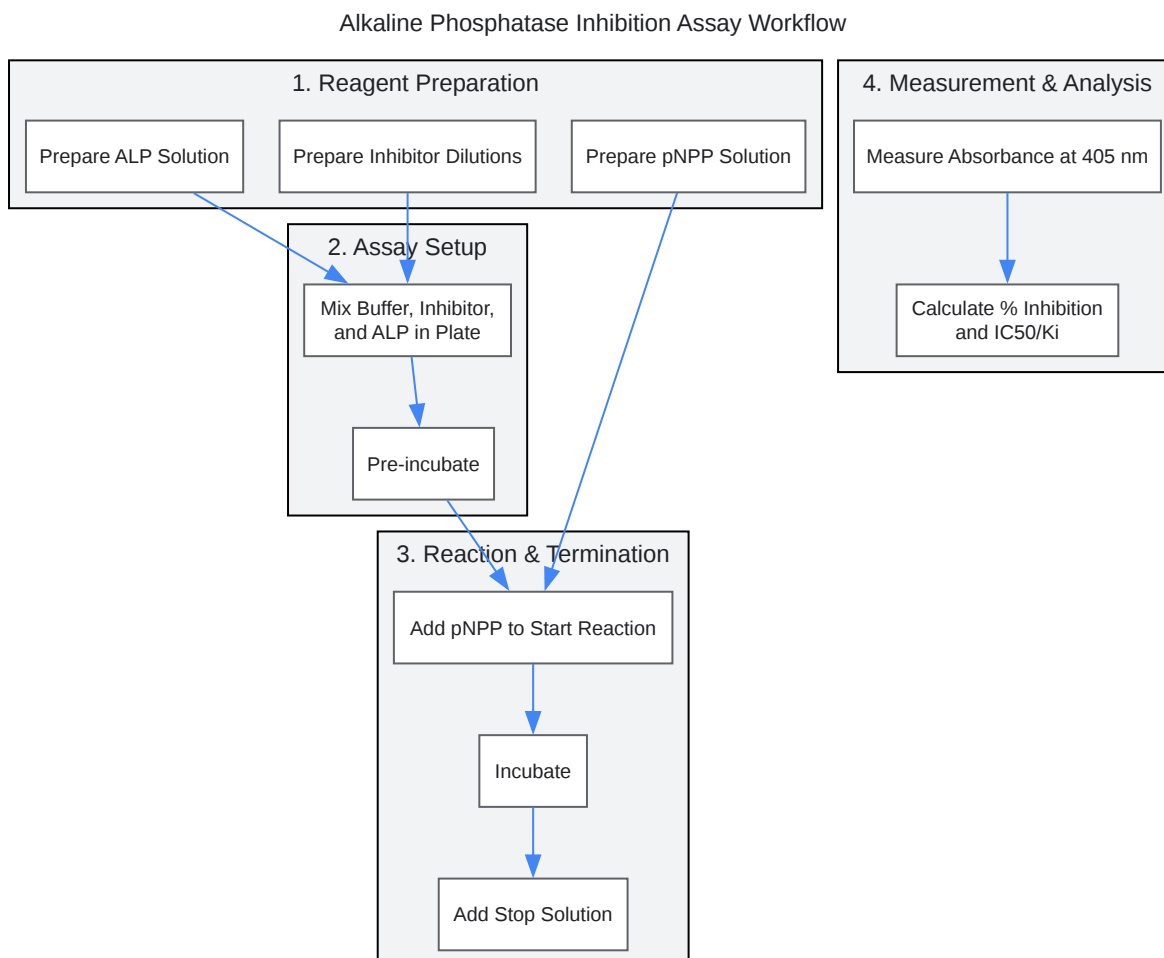 Alkaline Phosphatase Inhibition Assay Workflow
1. Reagent Preparation
Prepare ALP Solution
Prepare Inhibitor Dilutions
Prepare pNPP Solution
2. Assay Setup
Mix Buffer, Inhibitor,
and ALP in Plate
Pre-incubate
3. Reaction & Termination
Add pNPP to Start Reaction
Incubate
Add Stop Solution
4. Measurement & Analysis
Measure Absorbance at 405 nm
Calculate % Inhibition
and IC50/Ki